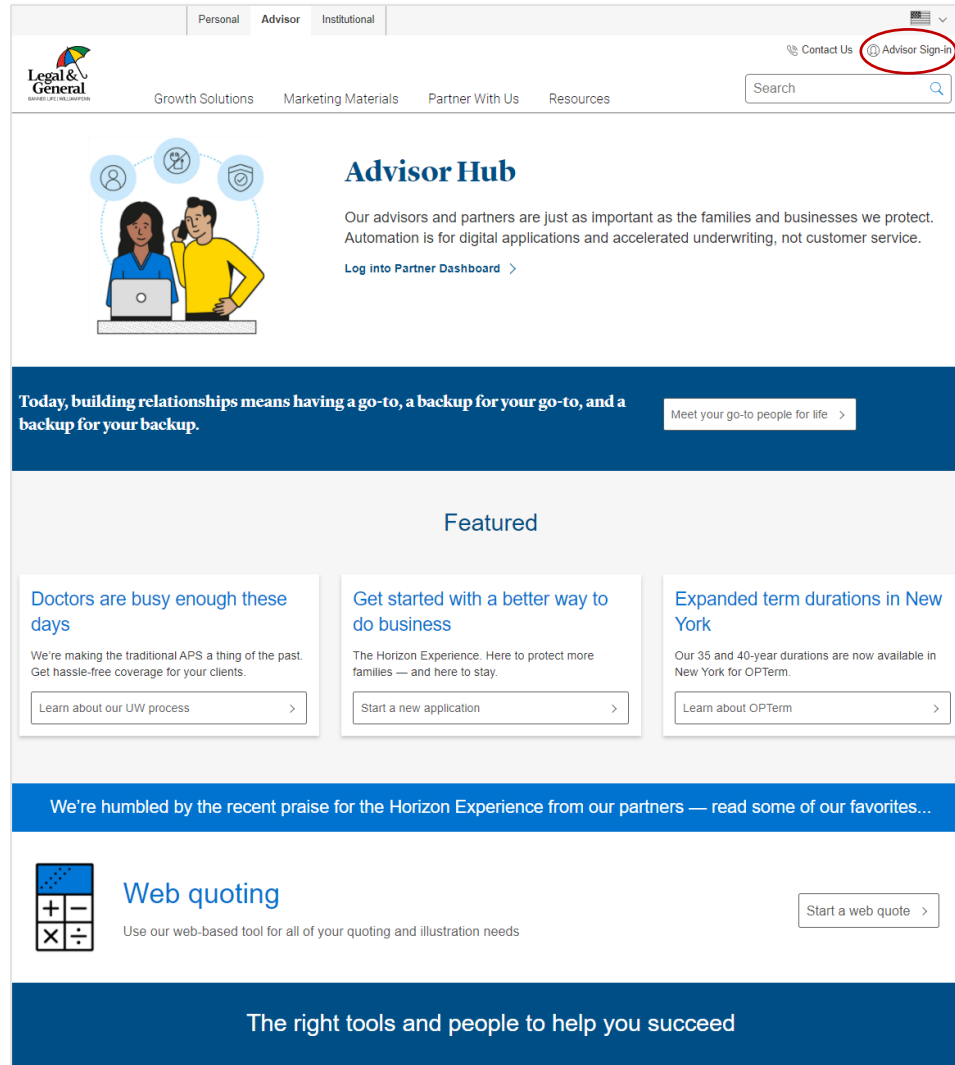 Personal Advisor Institutional
Contact Us Advisor Sign-in
Legal &
General
BANNER LIFE | WILLIAM PENN
Growth Solutions Marketing Materials Partner With Us Resources
Search
Advisor Hub
Our advisors and partners are just as important as the families and businesses we protect.
Automation is for digital applications and accelerated underwriting, not customer service.
Log into Partner Dashboard
Today, building relationships means having a go-to, a backup for your go-to, and a
backup for your backup.
Meet your go-to people for life
Featured
Doctors are busy enough these
days
We're making the traditional APS a thing of the past.
Get hassle-free coverage for your clients.
Learn about our UW process
Get started with a better way to
do business
The Horizon Experience. Here to protect more
families — and here to stay.
Start a new application
Expanded term durations in New
York
Our 35 and 40-year durations are now available in
New York for OPTerm.
Learn about OPTerm
We're humbled by the recent praise for the Horizon Experience from our partners — read some of our favorites...
Web quoting
Use our web-based tool for all of your quoting and illustration needs
Start a web quote
The right tools and people to help you succeed